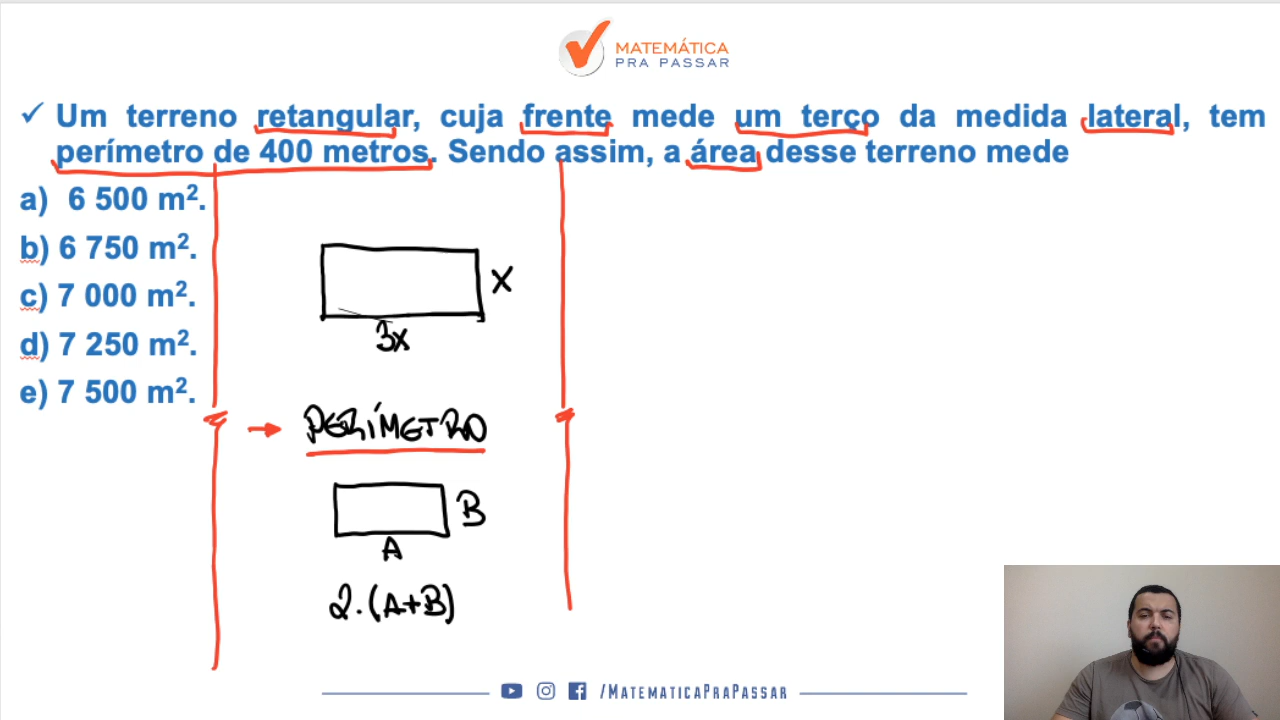 MATEMÁTICA
PRA PASSAR
✓ Um terreno retangular, cuja frente mede um terço da medida lateral, tem
perímetro de 400 metros. Sendo assim, a área desse terreno mede
a) 6 500 m².
b) 6 750 m².
c) 7 000 m².
d) 7 250 m².
e) 7 500 m².
X
3x
→ PERÍMETRO
B
A
2.(A+B)
/MATEMATICAPRAPASSAR